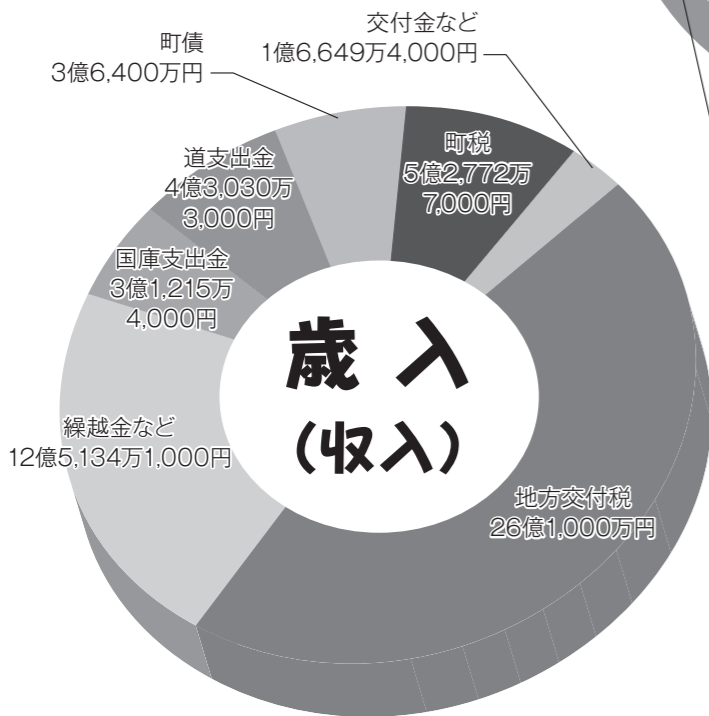 交付金など
1億6,649万4,000円
町債
3億6,400万円
町税
5億2,772万
7,000円
道支出金
4億3,030万
3,000円
国庫支出金
3億1,215万
4,000円
歳入
(収入)
繰越金など
12億5,134万1,000円
地方交付税
26億1,000万円